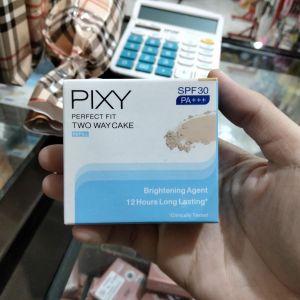 PIXY
PERFECT FIT
TWO WAY CAKE
REFILL
SPF 30
PA+++
Brightening Agent
12 Hours Long Lasting*
*Clinically Tested